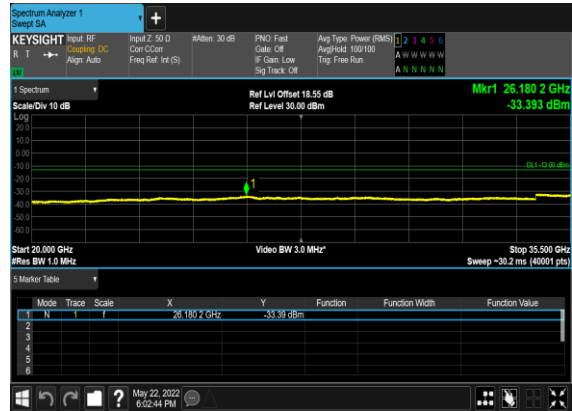 Spectrum Analyzer 1
Swept SA
KEYSIGHT Input: RF Input Z: 50 Ω #Atten: 30 dB PNO: Fast Avg Type: Power (RMS) 1 2 3 4 5 6
R T Coupling: DC Corr CCorr Gate: Off Avg|Hold: 100/100 A W W W W W
Align: Auto Freq Ref: Int (S) IF Gain: Low Trig: Free Run A N N N N N
Sig Track: Off
1 Spectrum Ref Lvl Offset 18.55 dB Mkr1 26.180 2 GHz
Scale/Div 10 dB Ref Level 30.00 dBm -33.393 dBm
Log
20.0
10.0
0.00
-10.0
DL1 -13.00 dBm
-20.0
1
-30.0
-40.0
-50.0
-60.0
Start 20.000 GHz Video BW 3.0 MHz* Stop 35.500 GHz
#Res BW 1.0 MHz Sweep ~30.2 ms (40001 pts)
5 Marker Table
Mode Trace Scale X Y Function Function Width Function Value
1 N 1 f 26.180 2 GHz -33.39 dBm
2
3
4
5
6
? May 22, 2022
6:02:44 PM